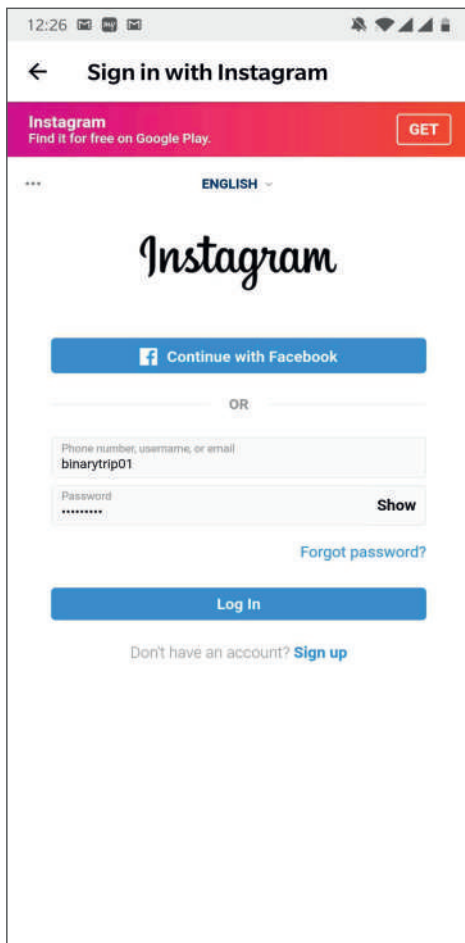 12:26
Sign in with Instagram
Instagram
Find it for free on Google Play.
GET
ENGLISH
Instagram
Continue with Facebook
OR
Phone number, username, or email
binarytrip01
Password
•••••••••
Show
Forgot password?
Log In
Don't have an account? Sign up